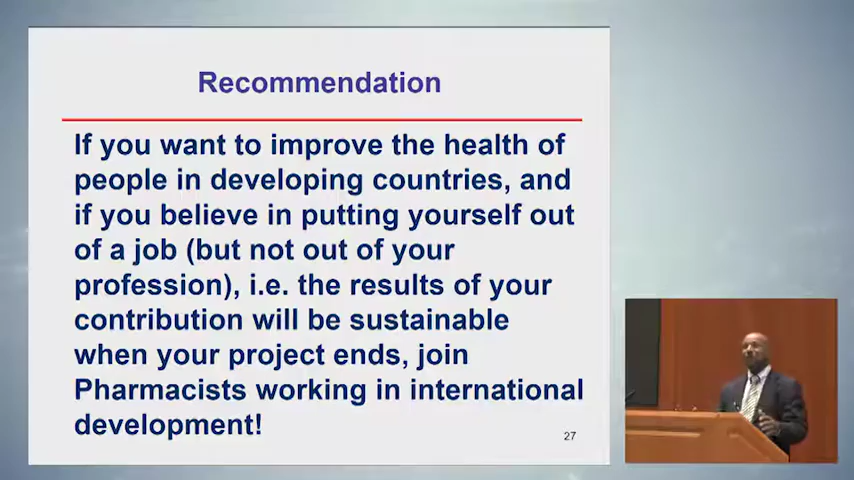 Recommendation
If you want to improve the health of
people in developing countries, and
if you believe in putting yourself out
of a job (but not out of your
profession), i.e. the results of your
contribution will be sustainable
when your project ends, join
Pharmacists working in international
development!
27